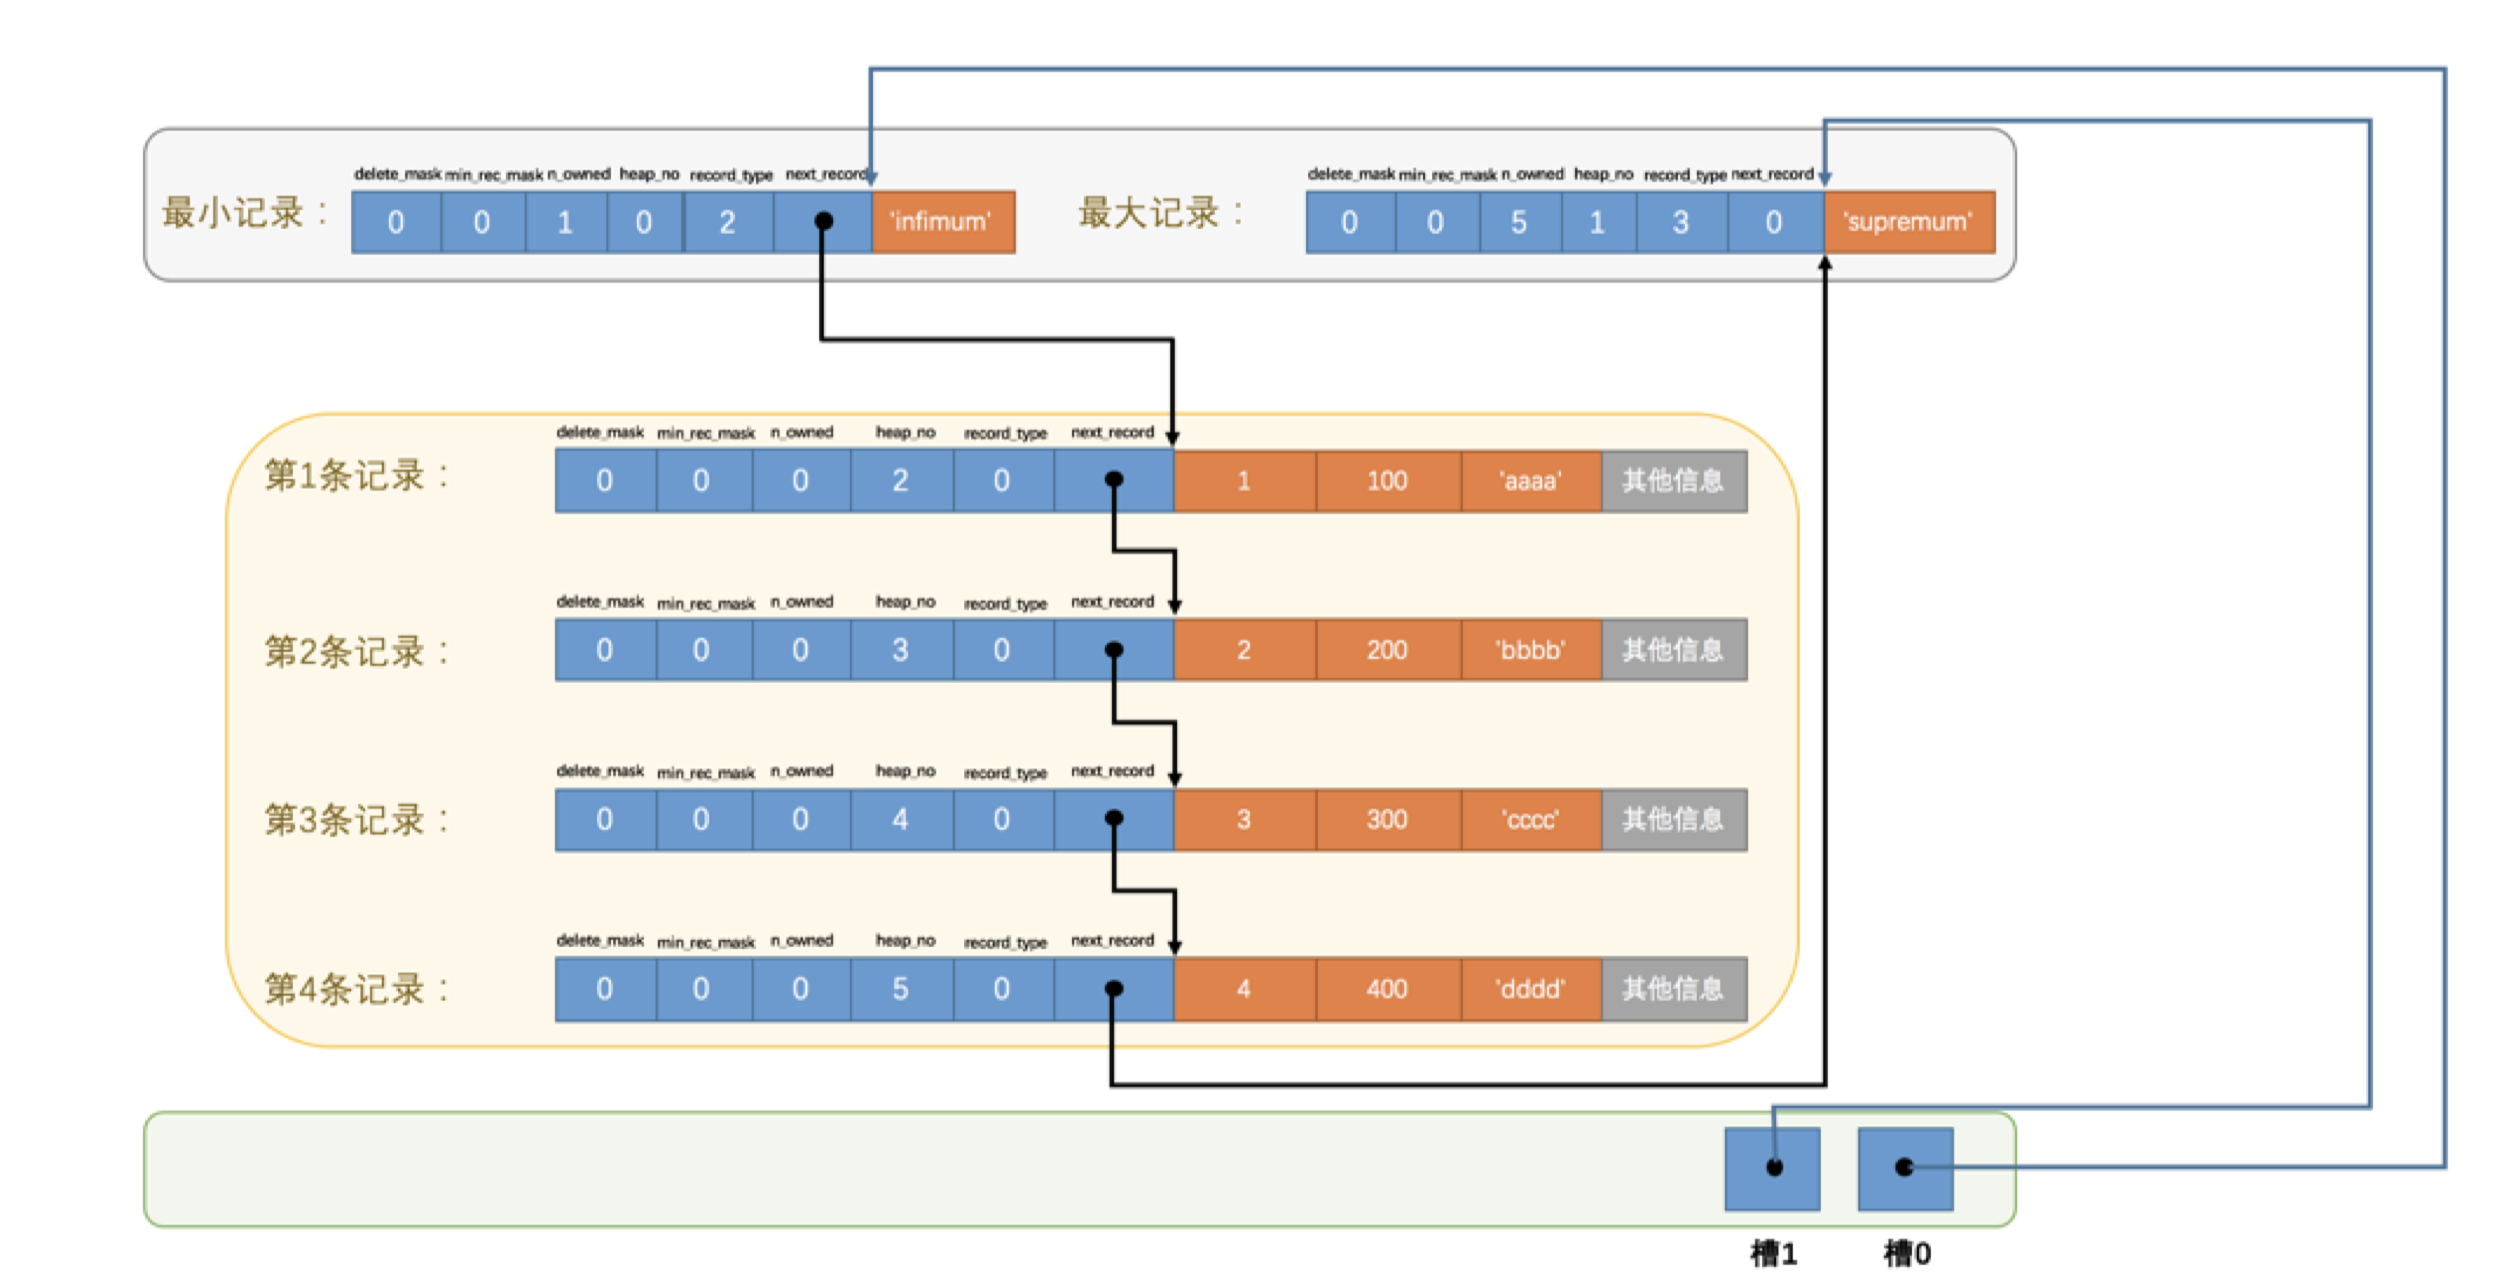 delete_mask min_rec_mask n_owned heap_no record_type next_record
最小记录： 0 0 1 0 2 'infimum'
delete_mask min_rec_mask n_owned heap_no record_type next_record
最大记录： 0 0 5 1 3 0 'supremum'
delete_mask min_rec_mask n_owned heap_no record_type next_record
第1条记录： 0 0 0 2 0 1 100 'aaaa' 其他信息
delete_mask min_rec_mask n_owned heap_no record_type next_record
第2条记录： 0 0 0 3 0 2 200 'bbbb' 其他信息
delete_mask min_rec_mask n_owned heap_no record_type next_record
第3条记录： 0 0 0 4 0 3 300 'cccc' 其他信息
delete_mask min_rec_mask n_owned heap_no record_type next_record
第4条记录： 0 0 0 5 0 4 400 'dddd' 其他信息
槽1 槽0